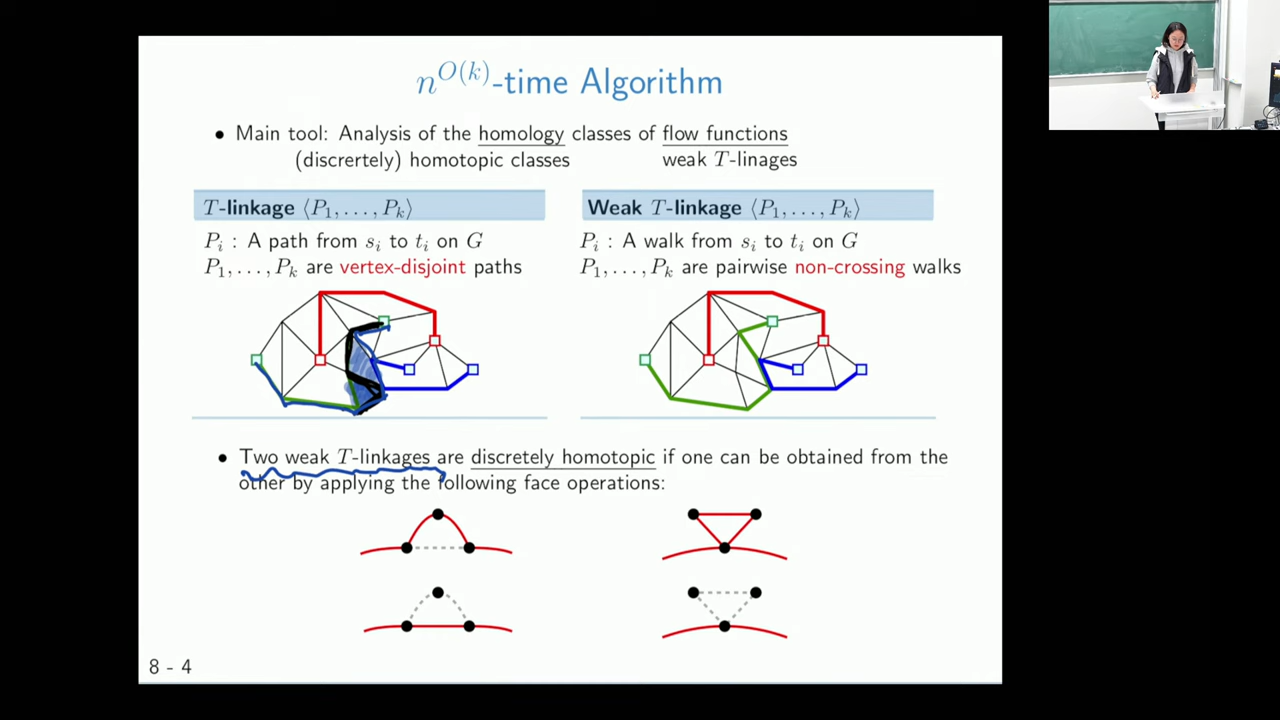 n^{O(k)}-time Algorithm
• Main tool: Analysis of the homology classes of flow functions
(discrertely) homotopic classes weak T-linages
T-linkage ⟨P_1, . . . , P_k⟩
P_i : A path from s_i to t_i on G
P_1, . . . , P_k are vertex-disjoint paths
Weak T-linkage ⟨P_1, . . . , P_k⟩
P_i : A walk from s_i to t_i on G
P_1, . . . , P_k are pairwise non-crossing walks
• Two weak T-linkages are discretely homotopic if one can be obtained from the
other by applying the following face operations:
8 - 4